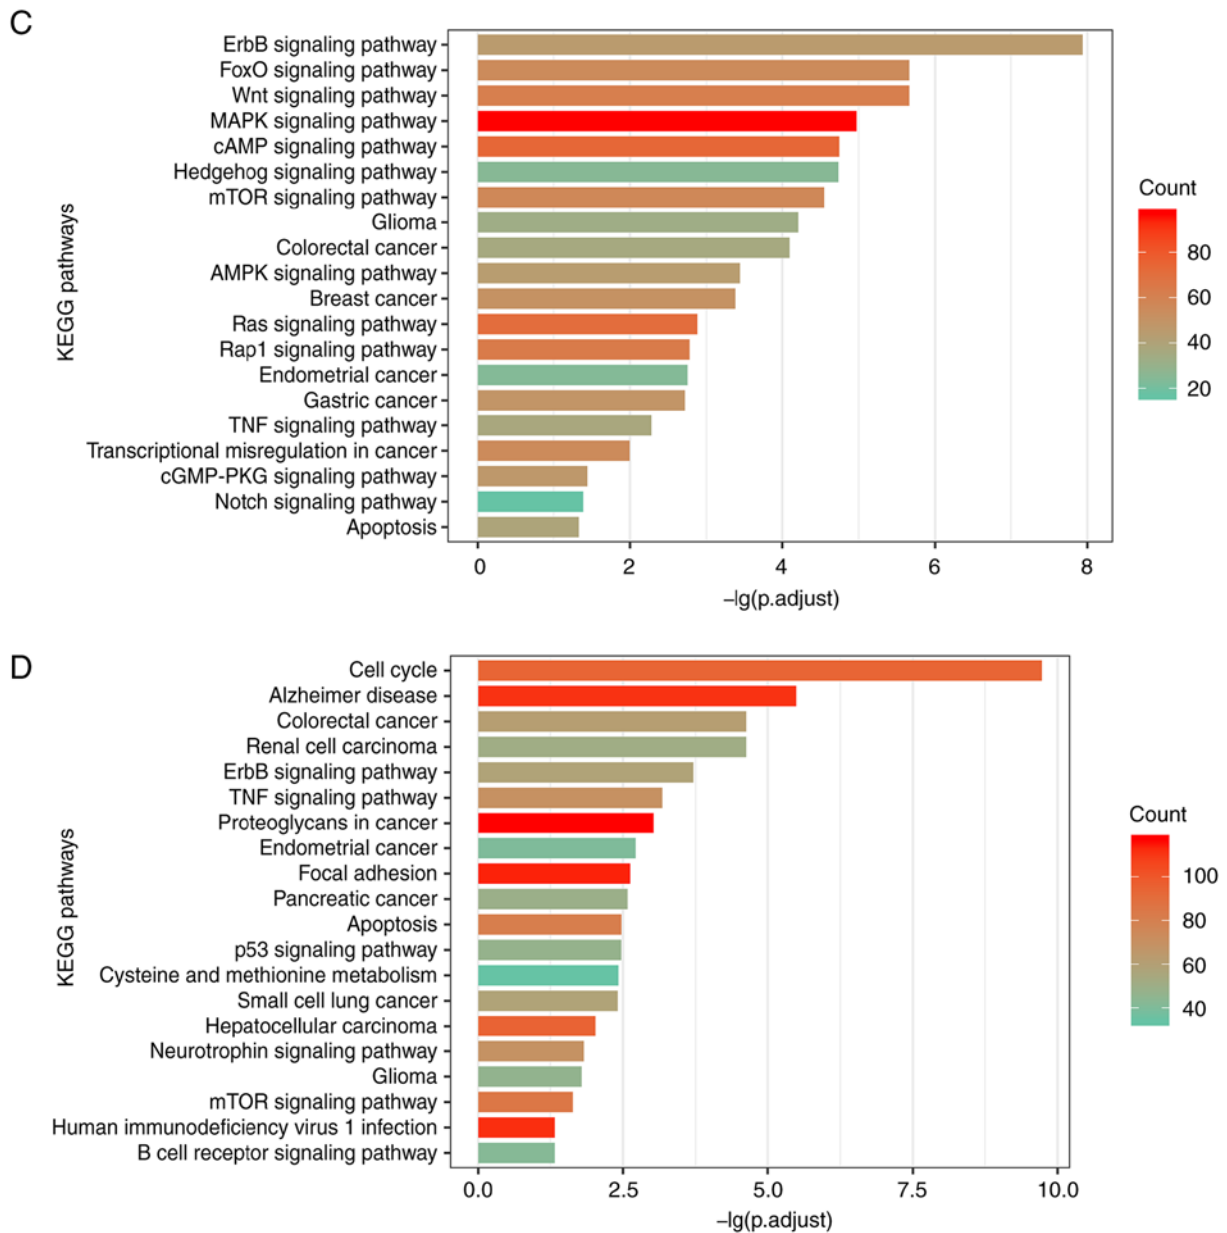 C
KEGG pathways
ErbB signaling pathway
FoxO signaling pathway
Wnt signaling pathway
MAPK signaling pathway
cAMP signaling pathway
Hedgehog signaling pathway
mTOR signaling pathway
Glioma
Colorectal cancer
AMPK signaling pathway
Breast cancer
Ras signaling pathway
Rap1 signaling pathway
Endometrial cancer
Gastric cancer
TNF signaling pathway
Transcriptional misregulation in cancer
cGMP-PKG signaling pathway
Notch signaling pathway
Apoptosis
0 2 4 6 8
–lg(p.adjust)
Count
80
60
40
20
D
KEGG pathways
Cell cycle
Alzheimer disease
Colorectal cancer
Renal cell carcinoma
ErbB signaling pathway
TNF signaling pathway
Proteoglycans in cancer
Endometrial cancer
Focal adhesion
Pancreatic cancer
Apoptosis
p53 signaling pathway
Cysteine and methionine metabolism
Small cell lung cancer
Hepatocellular carcinoma
Neurotrophin signaling pathway
Glioma
mTOR signaling pathway
Human immunodeficiency virus 1 infection
B cell receptor signaling pathway
0.0 2.5 5.0 7.5 10.0
–lg(p.adjust)
Count
100
80
60
40